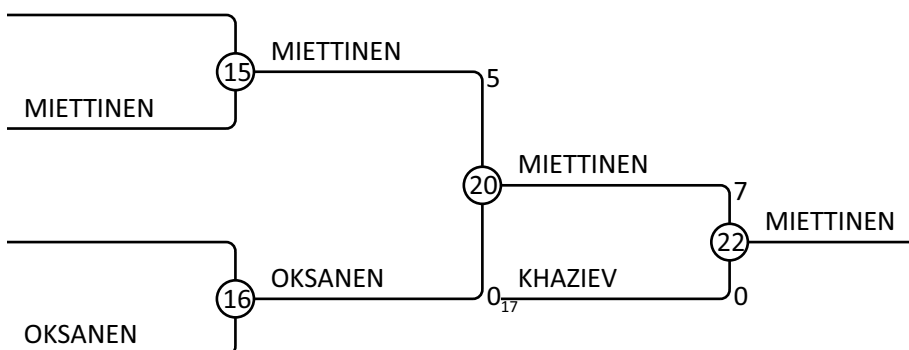 MIETTINEN
15
5
MIETTINEN
MIETTINEN
20
7
MIETTINEN
22
OKSANEN
KHAZIEV
16
0
17
0
OKSANEN